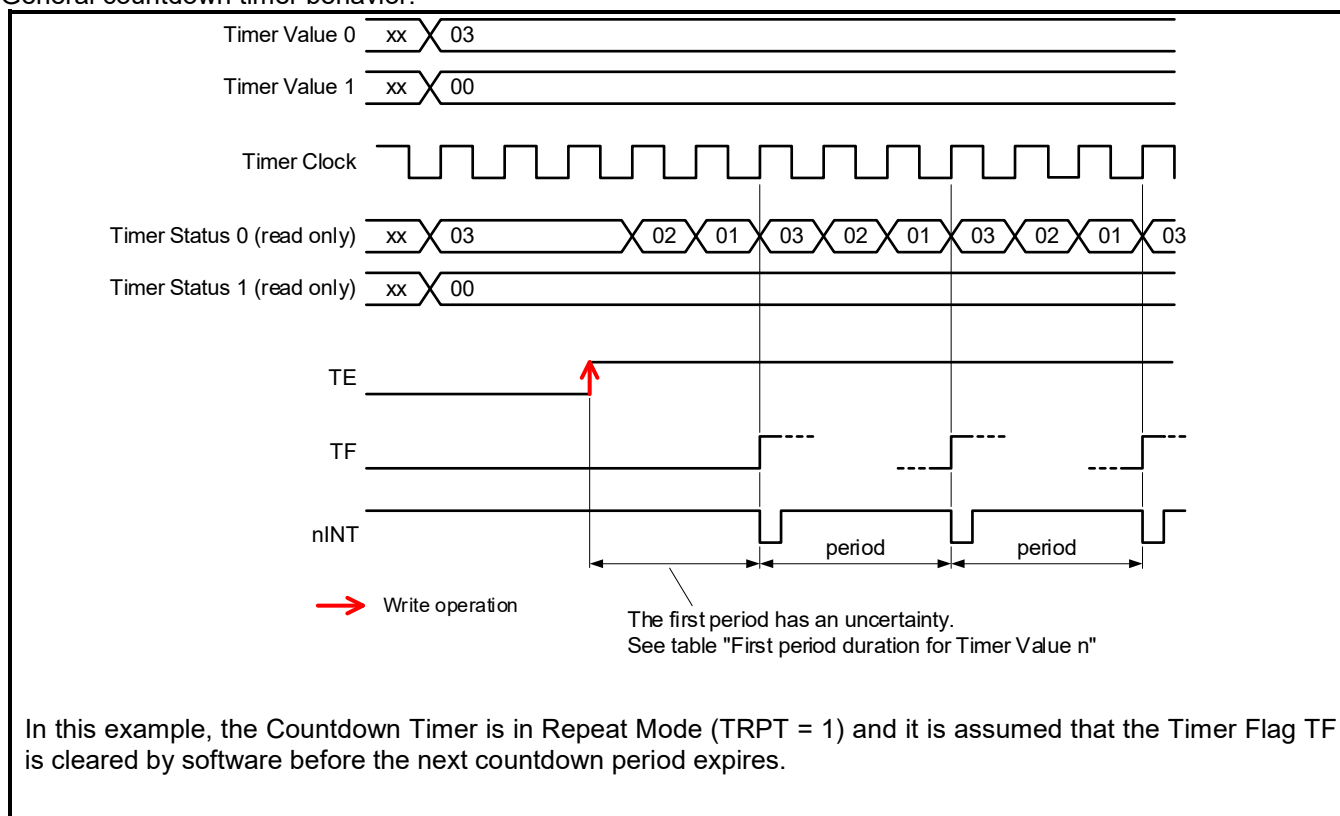 General countdown timer behavior:
Timer Value 0 xx 03
Timer Value 1 xx 00
Timer Clock
Timer Status 0 (read only) xx 03 02 01 03 02 01 03 02 01 03
Timer Status 1 (read only) xx 00
TE
TF
nINT
period period
Write operation
The first period has an uncertainty.
See table "First period duration for Timer Value n"
In this example, the Countdown Timer is in Repeat Mode (TRPT = 1) and it is assumed that the Timer Flag TF
is cleared by software before the next countdown period expires.